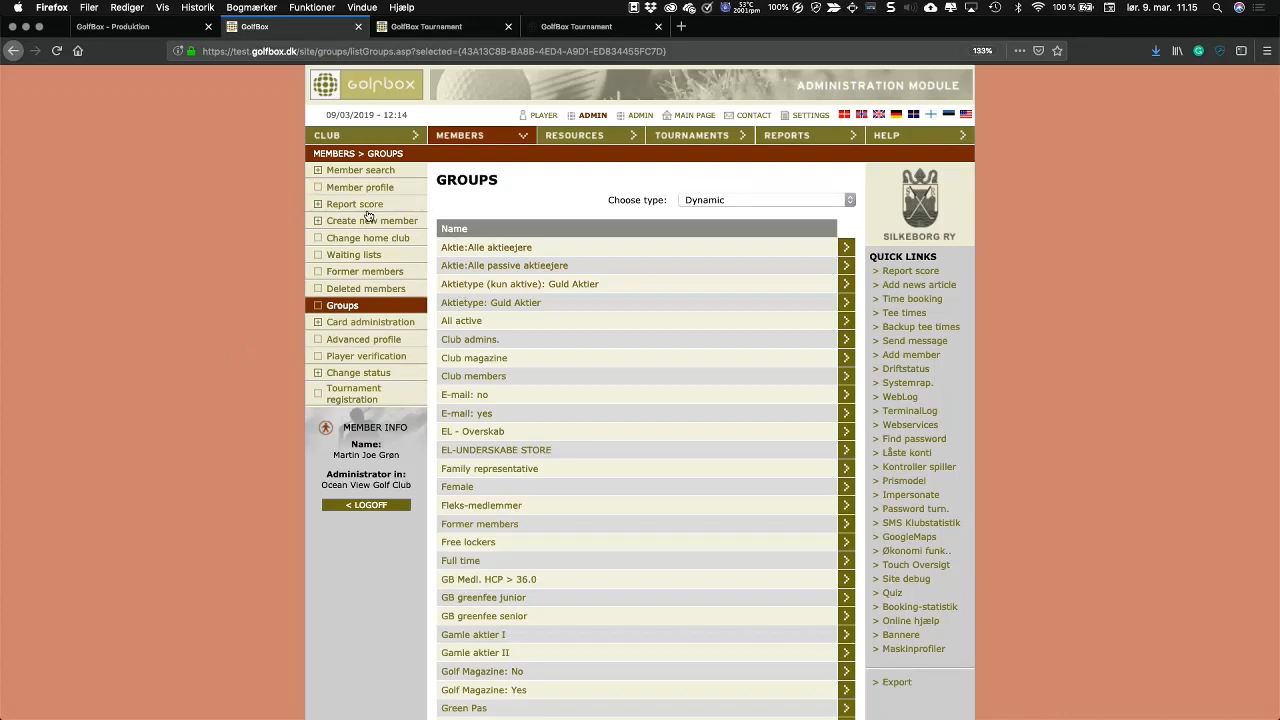 Firefox Filer Rediger Vis Historik Bogmærker Funktioner Vindue Hjælp 53°C 1320rpm 100% 100% lør. 9. mar. 11.15
GolfBox - Produktion GolfBox GolfBox Tournament GolfBox Tournament
https://test.golfbox.dk/site/groups/listGroups.asp?selected={43A13C8B-BA8B-4ED4-A9D1-ED834455FC7D} 133%
golfbox ADMINISTRATION MODULE
09/03/2019 - 12:14 PLAYER ADMIN ADMIN MAIN PAGE CONTACT SETTINGS
CLUB MEMBERS RESOURCES TOURNAMENTS REPORTS HELP
MEMBERS > GROUPS
Member search
Member profile
Report score
Create new member
Change home club
Waiting lists
Former members
Deleted members
Groups
Card administration
Advanced profile
Player verification
Change status
Tournament
registration
MEMBER INFO
Name:
Martin Joe Grøn
Administrator in:
Ocean View Golf Club
< LOGOFF
GROUPS
Choose type: Dynamic
Name
Aktie:Alle aktieejere
Aktie:Alle passive aktieejere
Aktietype (kun aktive): Guld Aktier
Aktietype: Guld Aktier
All active
Club admins.
Club magazine
Club members
E-mail: no
E-mail: yes
EL - Overskab
EL-UNDERSKABE STORE
Family representative
Female
Fleks-medlemmer
Former members
Free lockers
Full time
GB Medl. HCP > 36.0
GB greenfee junior
GB greenfee senior
Gamle aktier I
Gamle aktier II
Golf Magazine: No
Golf Magazine: Yes
Green Pas
SILKEBORG RY
QUICK LINKS
> Report score
> Add news article
> Time booking
> Tee times
> Backup tee times
> Send message
> Add member
> Driftstatus
> Systemrap.
> WebLog
> TerminalLog
> Webservices
> Find password
> Låste konti
> Kontroller spiller
> Prismodel
> Impersonate
> Password turn.
> SMS Klubstatistik
> GoogleMaps
> Økonomi funk..
> Touch Oversigt
> Site debug
> Quiz
> Booking-statistik
> Online hjælp
> Bannere
> Maskinprofiler
> Export